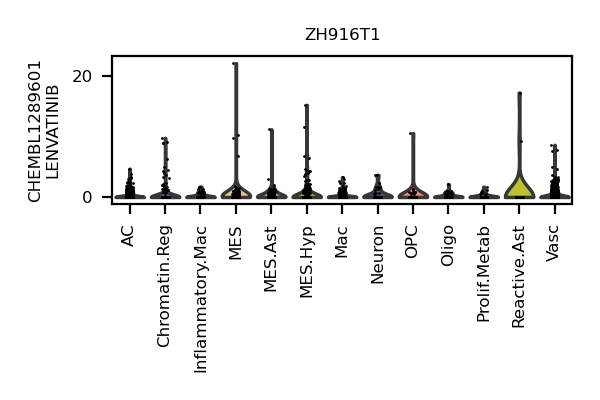 ZH916T1
CHEMBL1289601
LENVATINIB
20
0
AC
Chromatin.Reg
Inflammatory.Mac
MES
MES.Ast
MES.Hyp
Mac
Neuron
OPC
Oligo
Prolif.Metab
Reactive.Ast
Vasc